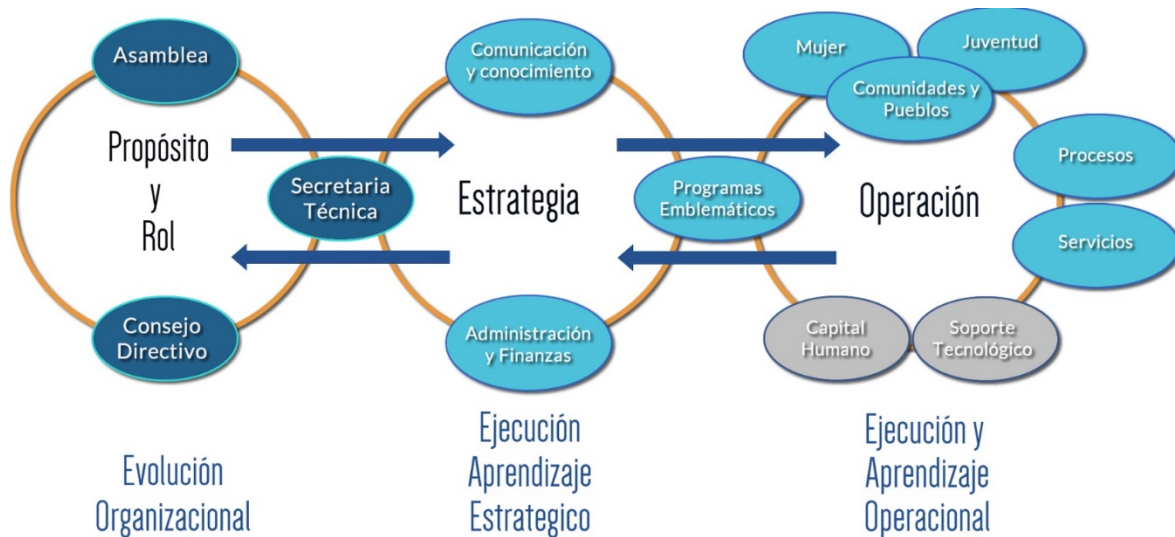 Asamblea
Propósito
y
Rol
Consejo
Directivo
Secretaria
Técnica
Comunicación
y conocimiento
Estrategia
Administración
y Finanzas
Programas
Emblemáticos
Mujer
Juventud
Comunidades y
Pueblos
Operación
Procesos
Servicios
Capital
Humano
Soporte
Tecnológico
Evolución
Organizacional
Ejecución
Aprendizaje
Estrategico
Ejecución y
Aprendizaje
Operacional